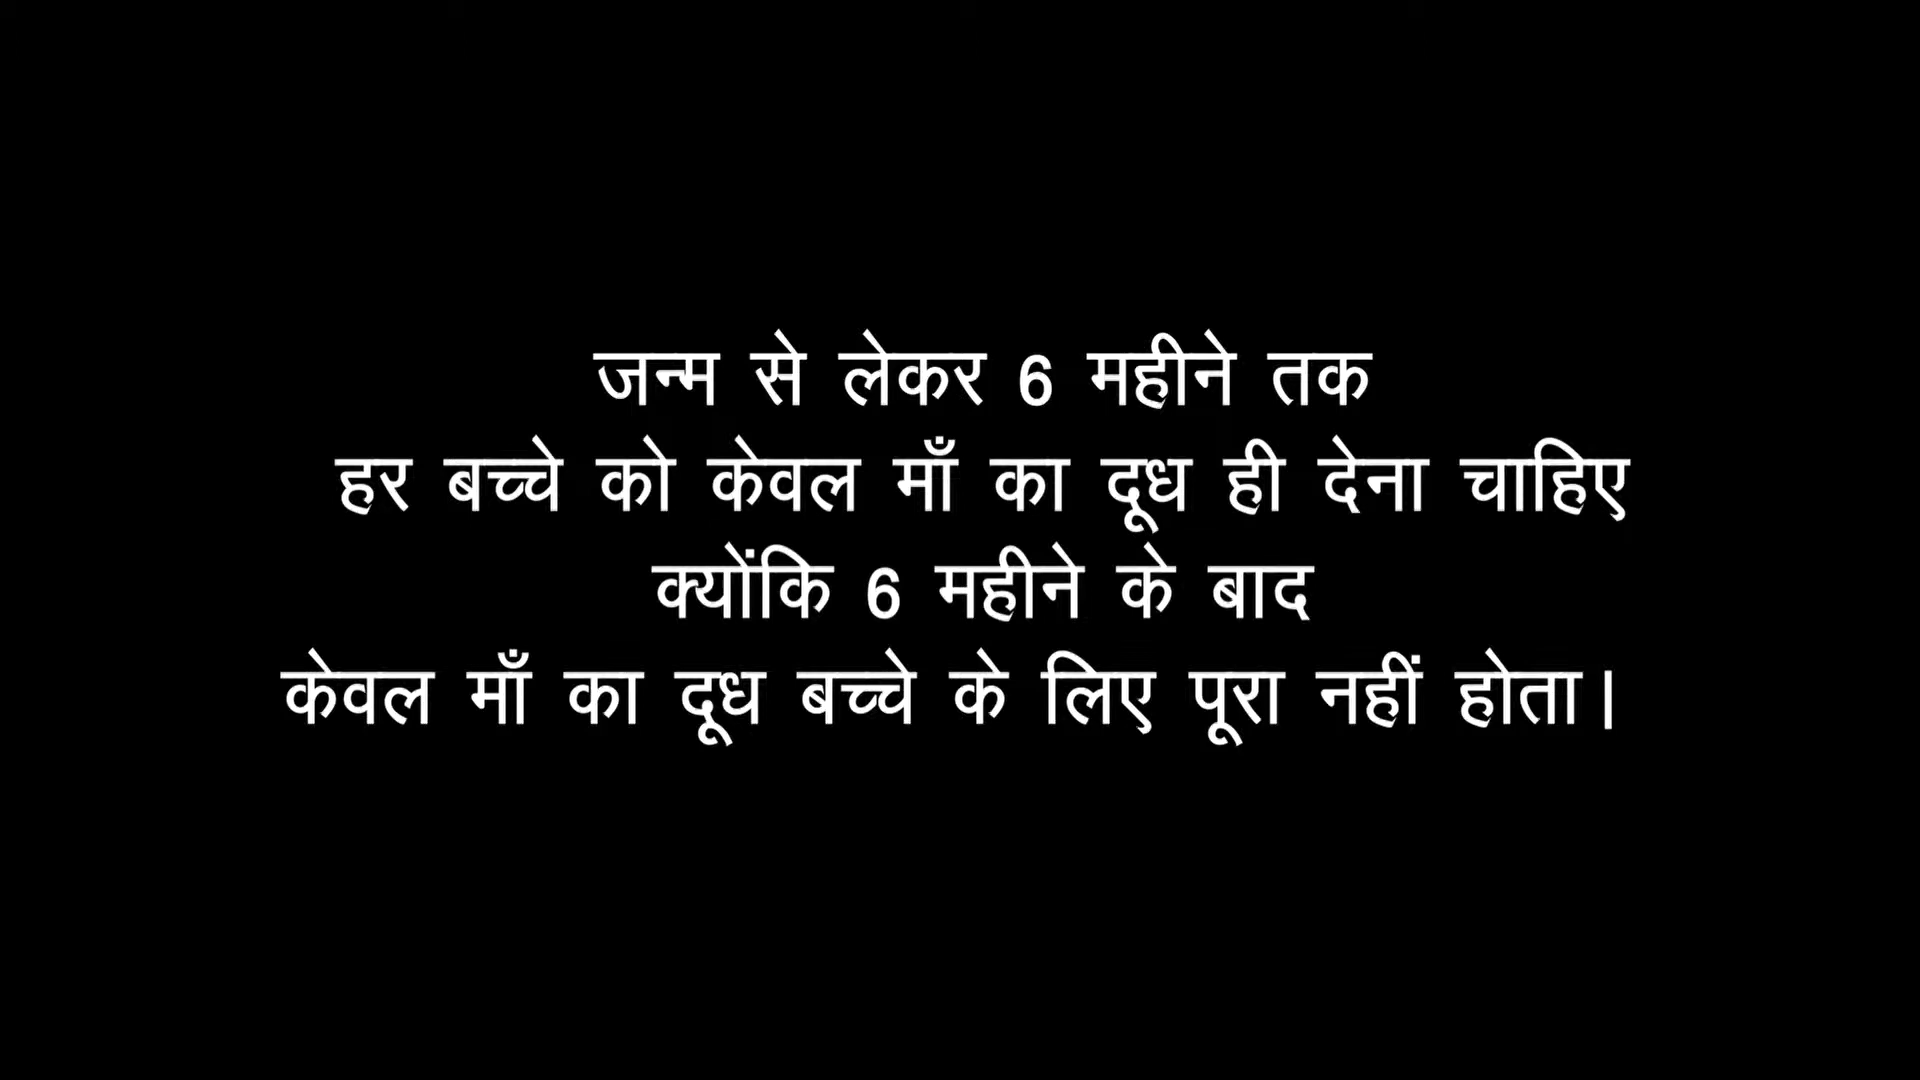 जन्म से लेकर 6 महीने तक
हर बच्चे को केवल माँ का दूध ही देना चाहिए
क्योंकि 6 महीने के बाद
केवल माँ का दूध बच्चे के लिए पूरा नहीं होता।